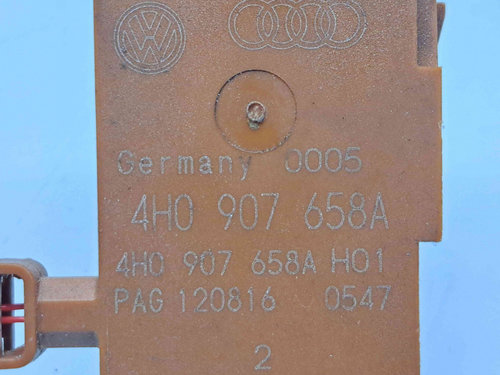 Germany 0005
4H0 907 658A
4H0 907 658A H01
PAG 120816 0547
2